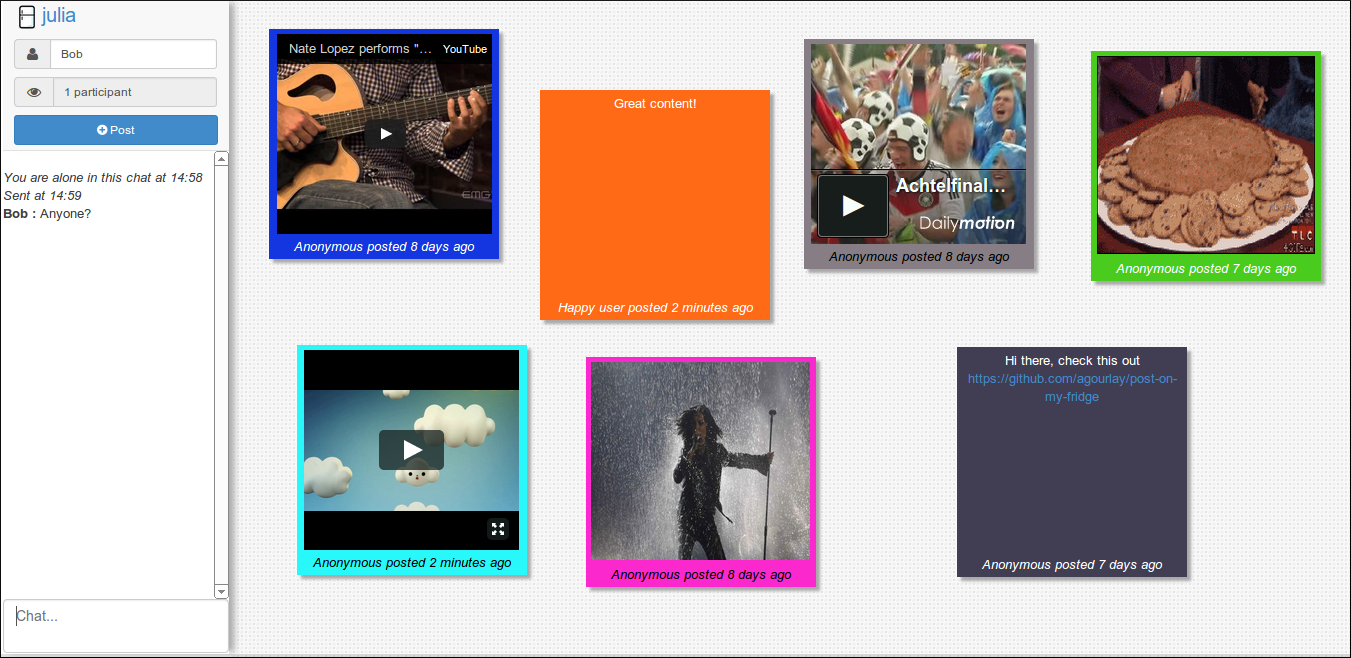 julia
Bob
1 participant
Post
You are alone in this chat at 14:58
Sent at 14:59
Bob : Anyone?
Chat...
Nate Lopez performs "... YouTube
EMG
Anonymous posted 8 days ago
Great content!
Happy user posted 2 minutes ago
Achtelfinal...
Dailymotion
Anonymous posted 8 days ago
TLC
Anonymous posted 7 days ago
Anonymous posted 2 minutes ago
Anonymous posted 8 days ago
Hi there, check this out
https://github.com/agourlay/post-on-
my-fridge
Anonymous posted 7 days ago